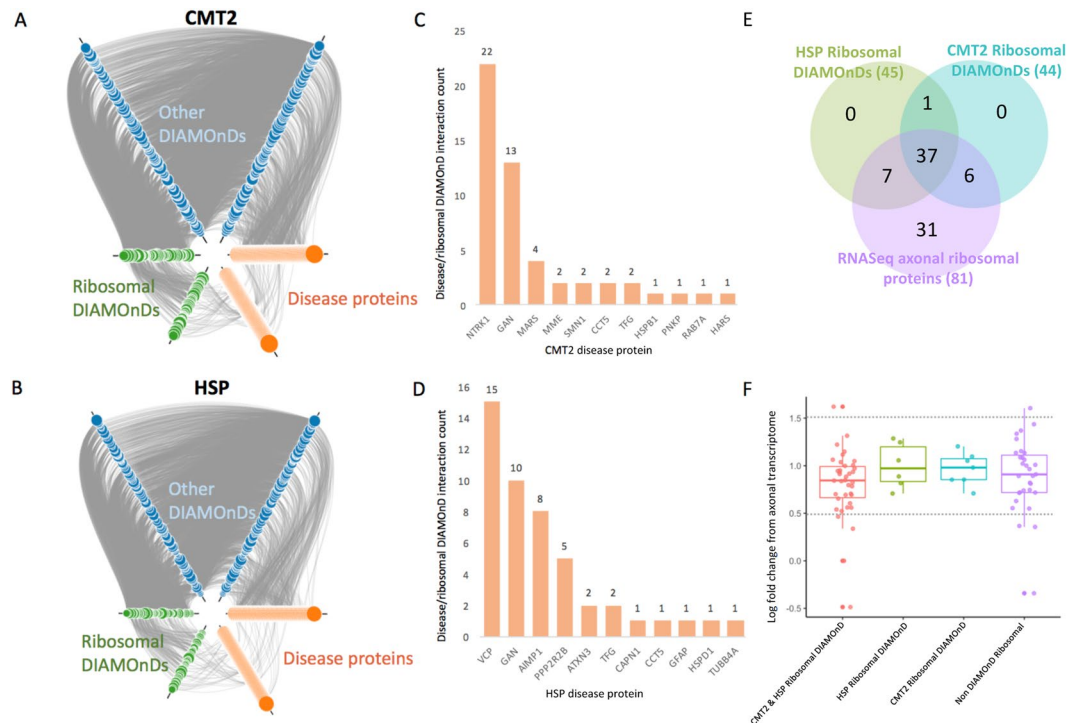 A
CMT2
Other
DIAMOnDs
Ribosomal
DIAMOnDs
Disease proteins
B
HSP
Other
DIAMOnDs
Ribosomal
DIAMOnDs
Disease proteins
C
Disease/ribosomal DIAMOnD interaction count
25
20
15
10
5
0
22
13
4
2
2
2
2
1
1
1
1
NTRK1
GAN
MARS
MME
SMN1
CCT5
TFG
HSPB1
PNKP
RAB7A
HARS
CMT2 disease protein
D
Disease/ribosomal DIAMOnD interaction count
16
14
12
10
8
6
4
2
0
15
10
8
5
2
2
1
1
1
1
1
VCP
GAN
AIMP1
PPP2R2B
ATXN3
TFG
CAPN1
CCT5
GFAP
HSPD1
TUBB4A
HSP disease protein
E
HSP Ribosomal
DIAMOnDs (45)
CMT2 Ribosomal
DIAMOnDs (44)
0
1
0
37
7
6
31
RNASeq axonal ribosomal
proteins (81)
F
Log fold change from axonal transcriptome
1.5
1.0
0.5
0.0
-0.5
CMT2 & HSP Ribosomal DIAMOnD
HSP Ribosomal DIAMOnD
CMT2 Ribosomal DIAMOnD
Non DIAMOnD Ribosomal